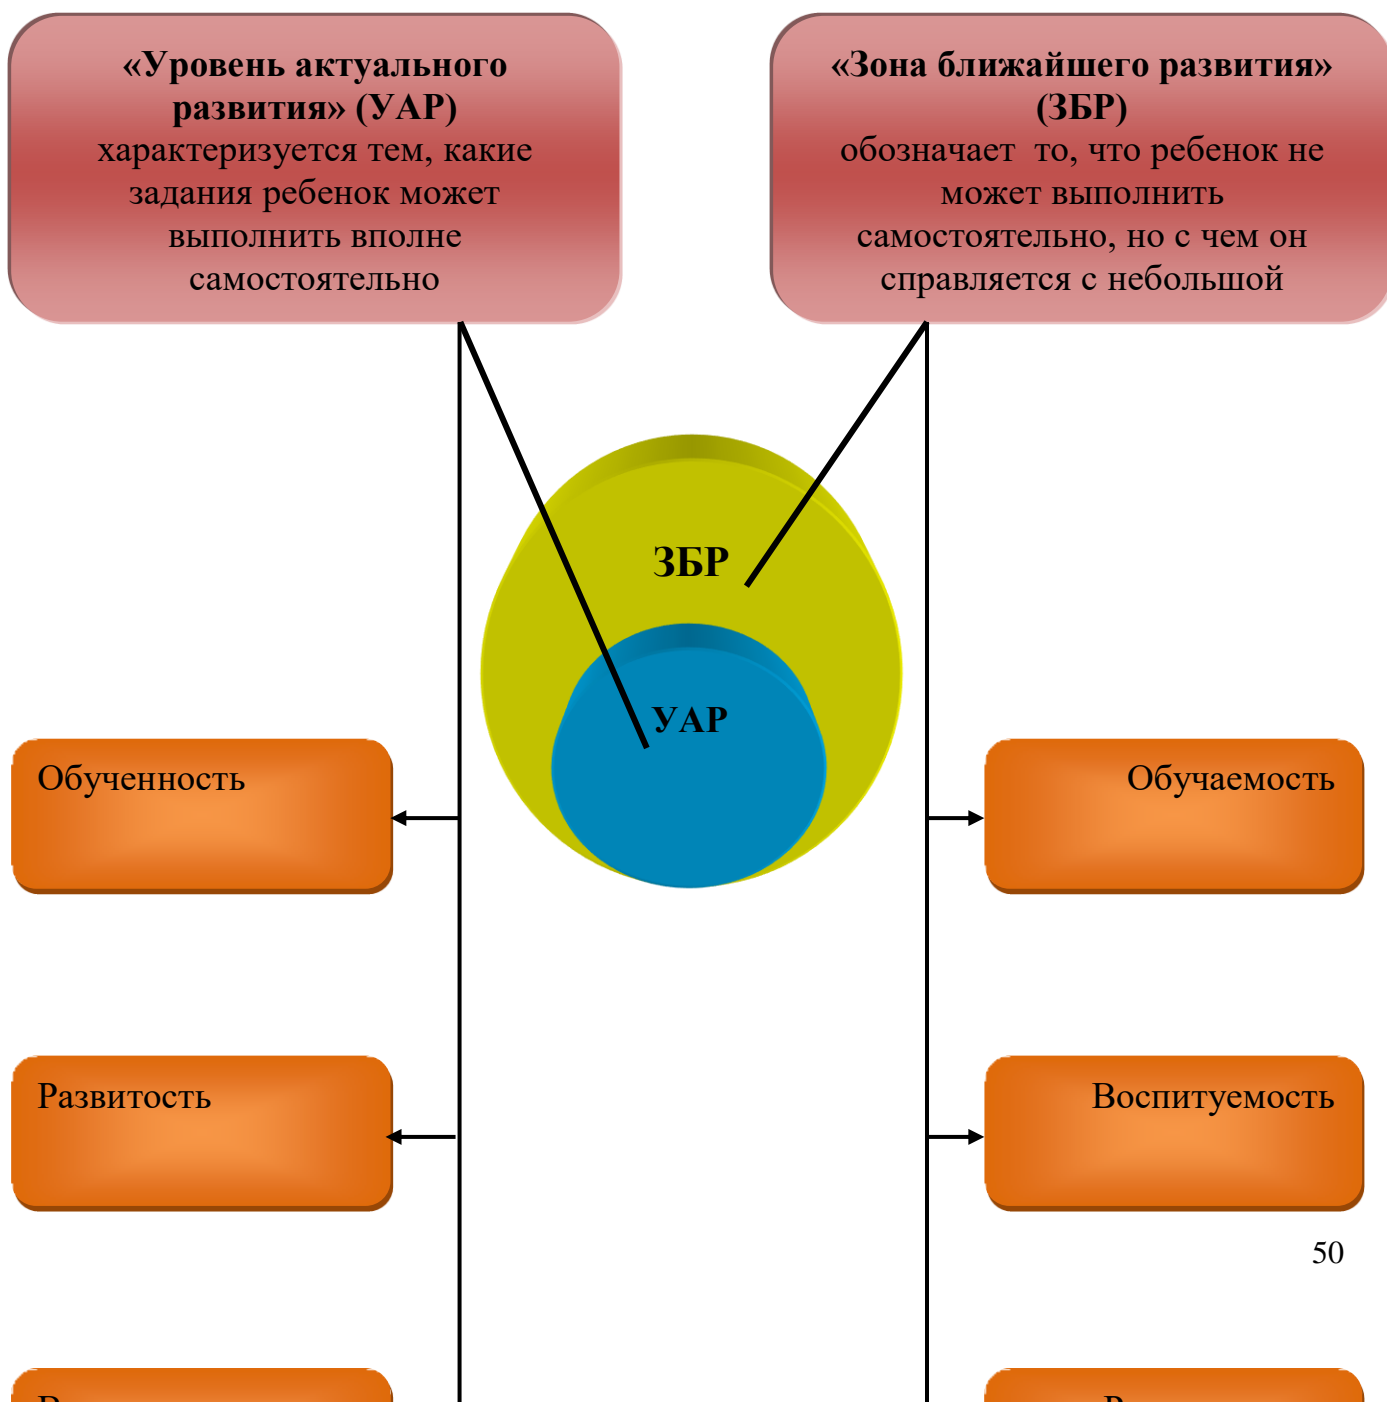 «Уровень актуального
развития» (УАР)
характеризуется тем, какие
задания ребенок может
выполнить вполне
самостоятельно
«Зона ближайшего развития»
(ЗБР)
обозначает то, что ребенок не
может выполнить
самостоятельно, но с чем он
справляется с небольшой
ЗБР
УАР
Обученность
Обучаемость
Развитость
Воспитуемость
50